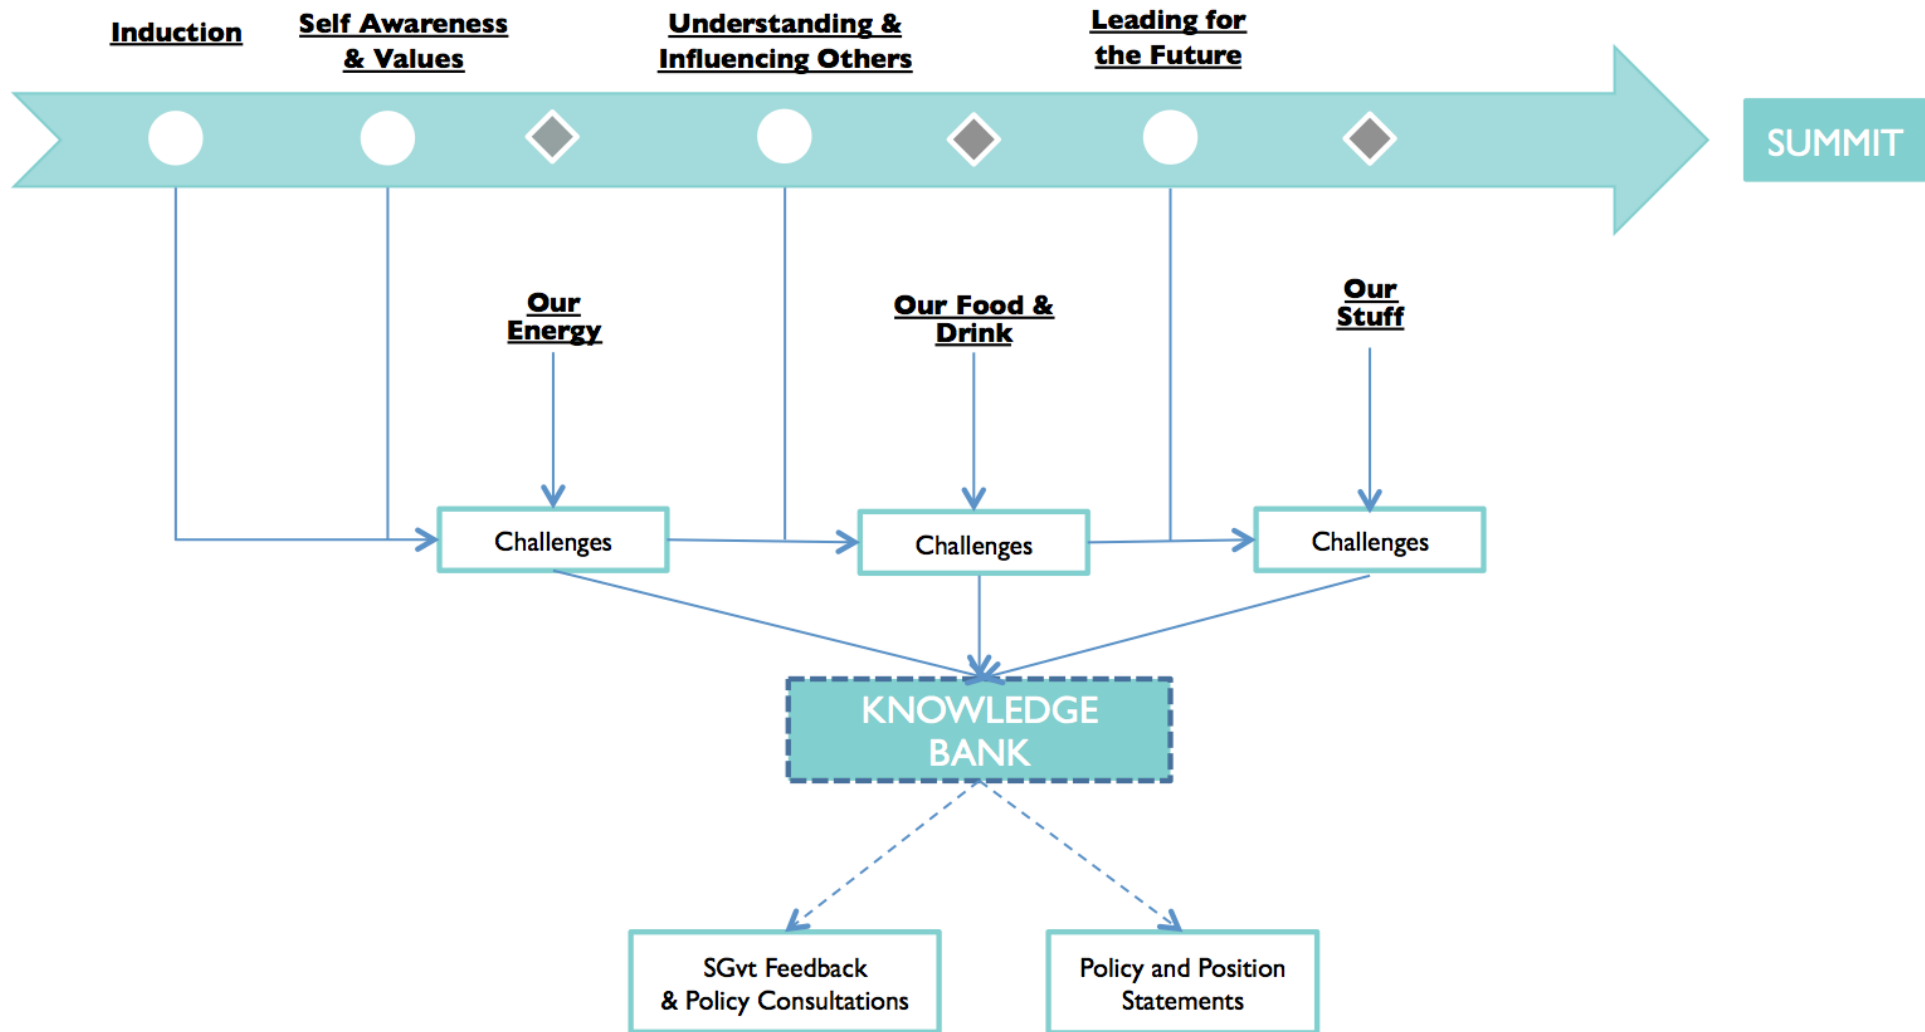 Induction
Self Awareness
& Values
Understanding &
Influencing Others
Leading for
the Future
SUMMIT
Our
Energy
Our Food &
Drink
Our
Stuff
Challenges
Challenges
Challenges
KNOWLEDGE
BANK
SGvt Feedback
& Policy Consultations
Policy and Position
Statements